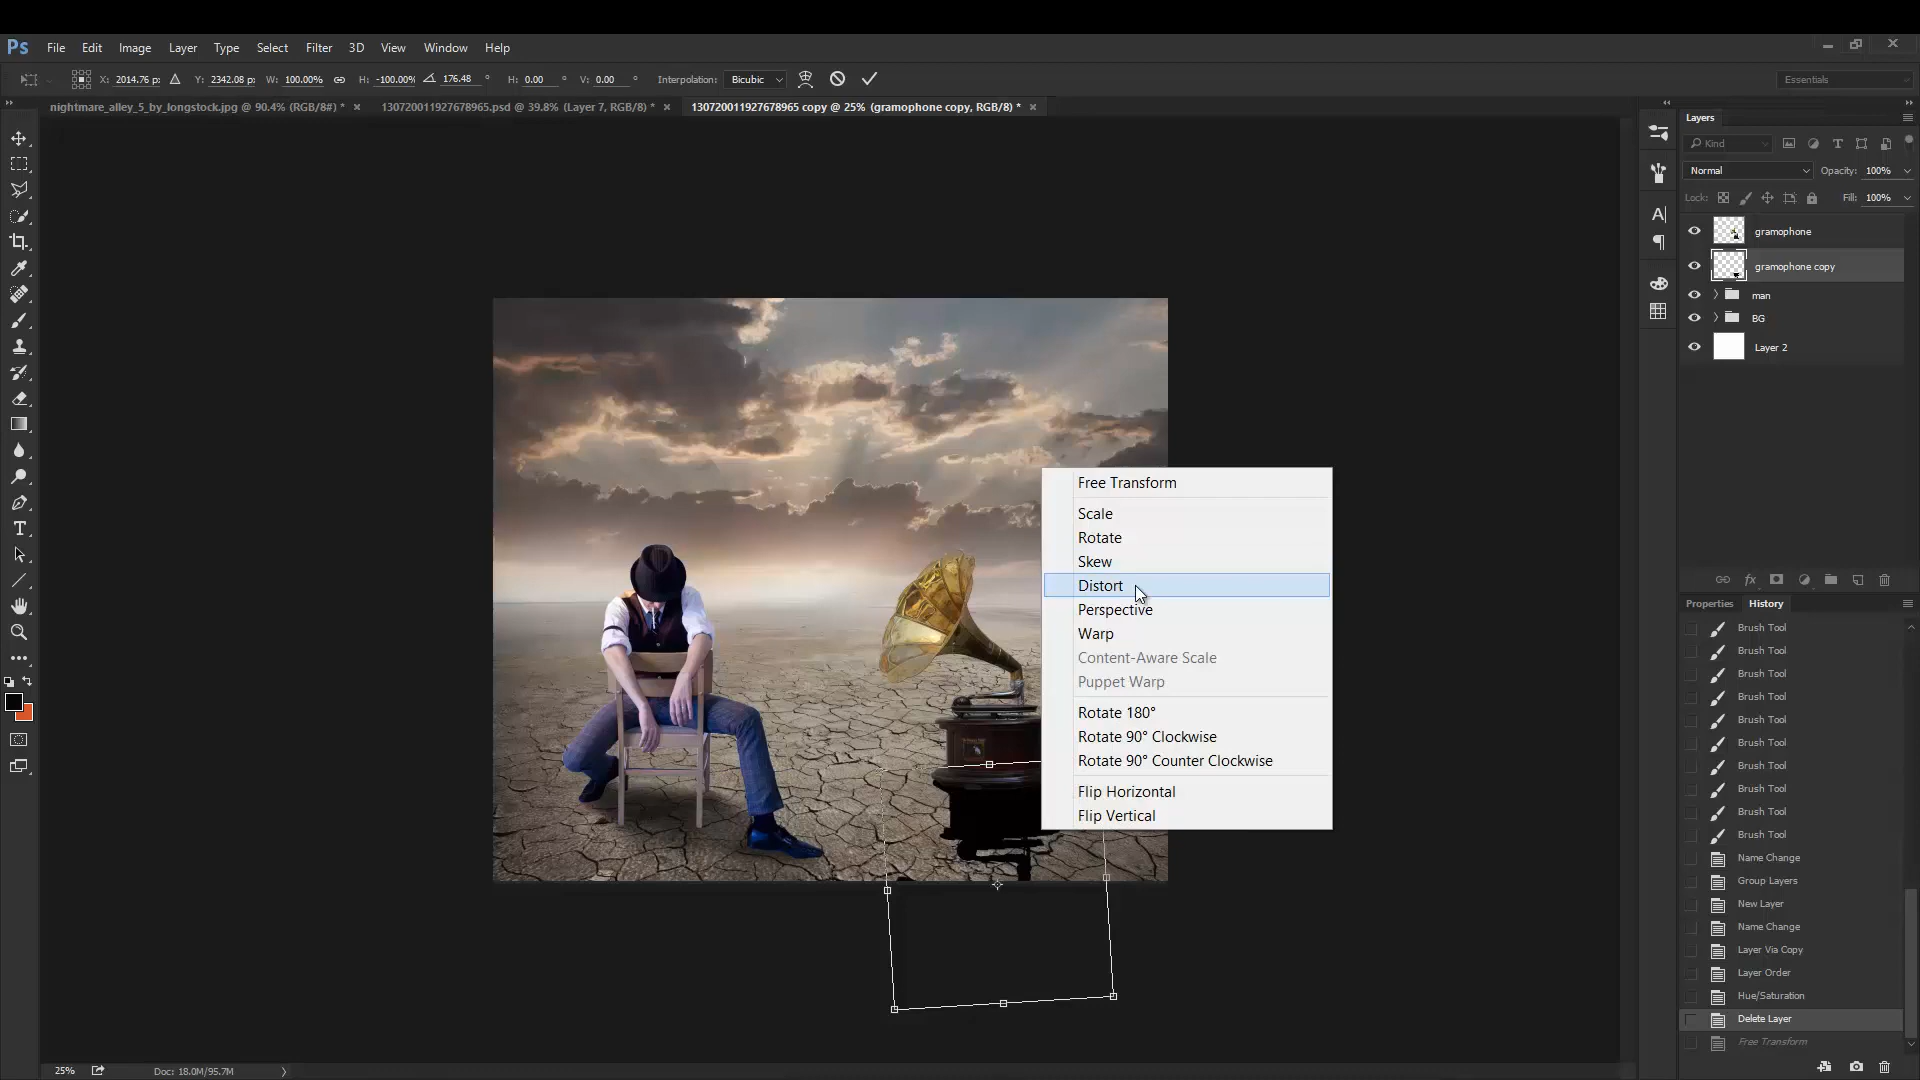 Ps File Edit Image Layer Type Select Filter 3D View Window Help
X: 2014.76 p: Y: 2342.08 p: W: 100.00% H: -100.00% 176.48 ° H: 0.00 ° V: 0.00 ° Interpolation: Bicubic Essentials
nightmare_alley_5_by_longstock.jpg @ 90.4% (RGB/8#) * × 130720011927678965.psd @ 39.8% (Layer 7, RGB/8) * × 130720011927678965 copy @ 25% (gramophone copy, RGB/8) * ×
Layers
Kind
Normal Opacity: 100%
Lock: Fill: 100%
gramophone
gramophone copy
man
BG
Layer 2
Free Transform
Scale
Rotate
Skew
Distort
Perspective
Warp
Content-Aware Scale
Puppet Warp
Rotate 180°
Rotate 90° Clockwise
Rotate 90° Counter Clockwise
Flip Horizontal
Flip Vertical
Properties History
Brush Tool
Brush Tool
Brush Tool
Brush Tool
Brush Tool
Brush Tool
Brush Tool
Brush Tool
Brush Tool
Brush Tool
Name Change
Group Layers
New Layer
Name Change
Layer Via Copy
Layer Order
Hue/Saturation
Delete Layer
Free Transform
25% Doc: 18.0M/95.7M